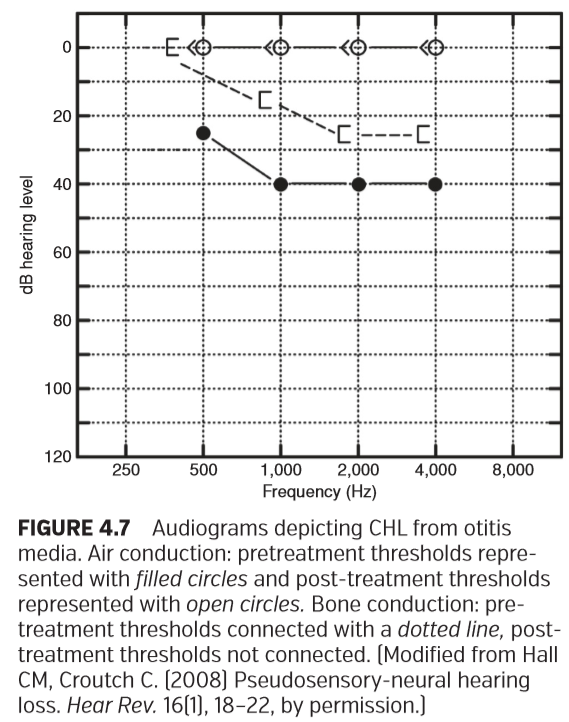 0
20
40
60
80
100
120
dB hearing level
250 500 1,000 2,000 4,000 8,000
Frequency (Hz)
FIGURE 4.7 Audiograms depicting CHL from otitis
media. Air conduction: pretreatment thresholds repre-
sented with filled circles and post-treatment thresholds
represented with open circles. Bone conduction: pre-
treatment thresholds connected with a dotted line, post-
treatment thresholds not connected. (Modified from Hall
CM, Croutch C. (2008) Pseudosensory-neural hearing
loss. Hear Rev. 16(1), 18–22, by permission.)